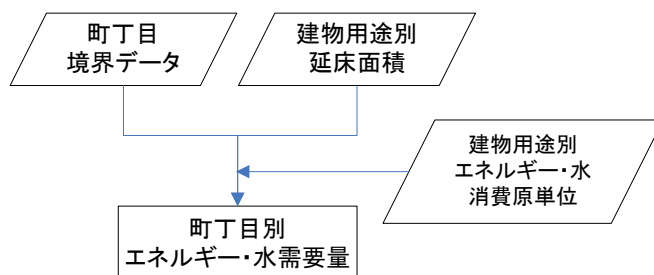 町丁目
境界データ
建物用途別
延床面積
建物用途別
エネルギー・水
消費原単位
町丁目別
エネルギー・水需要量